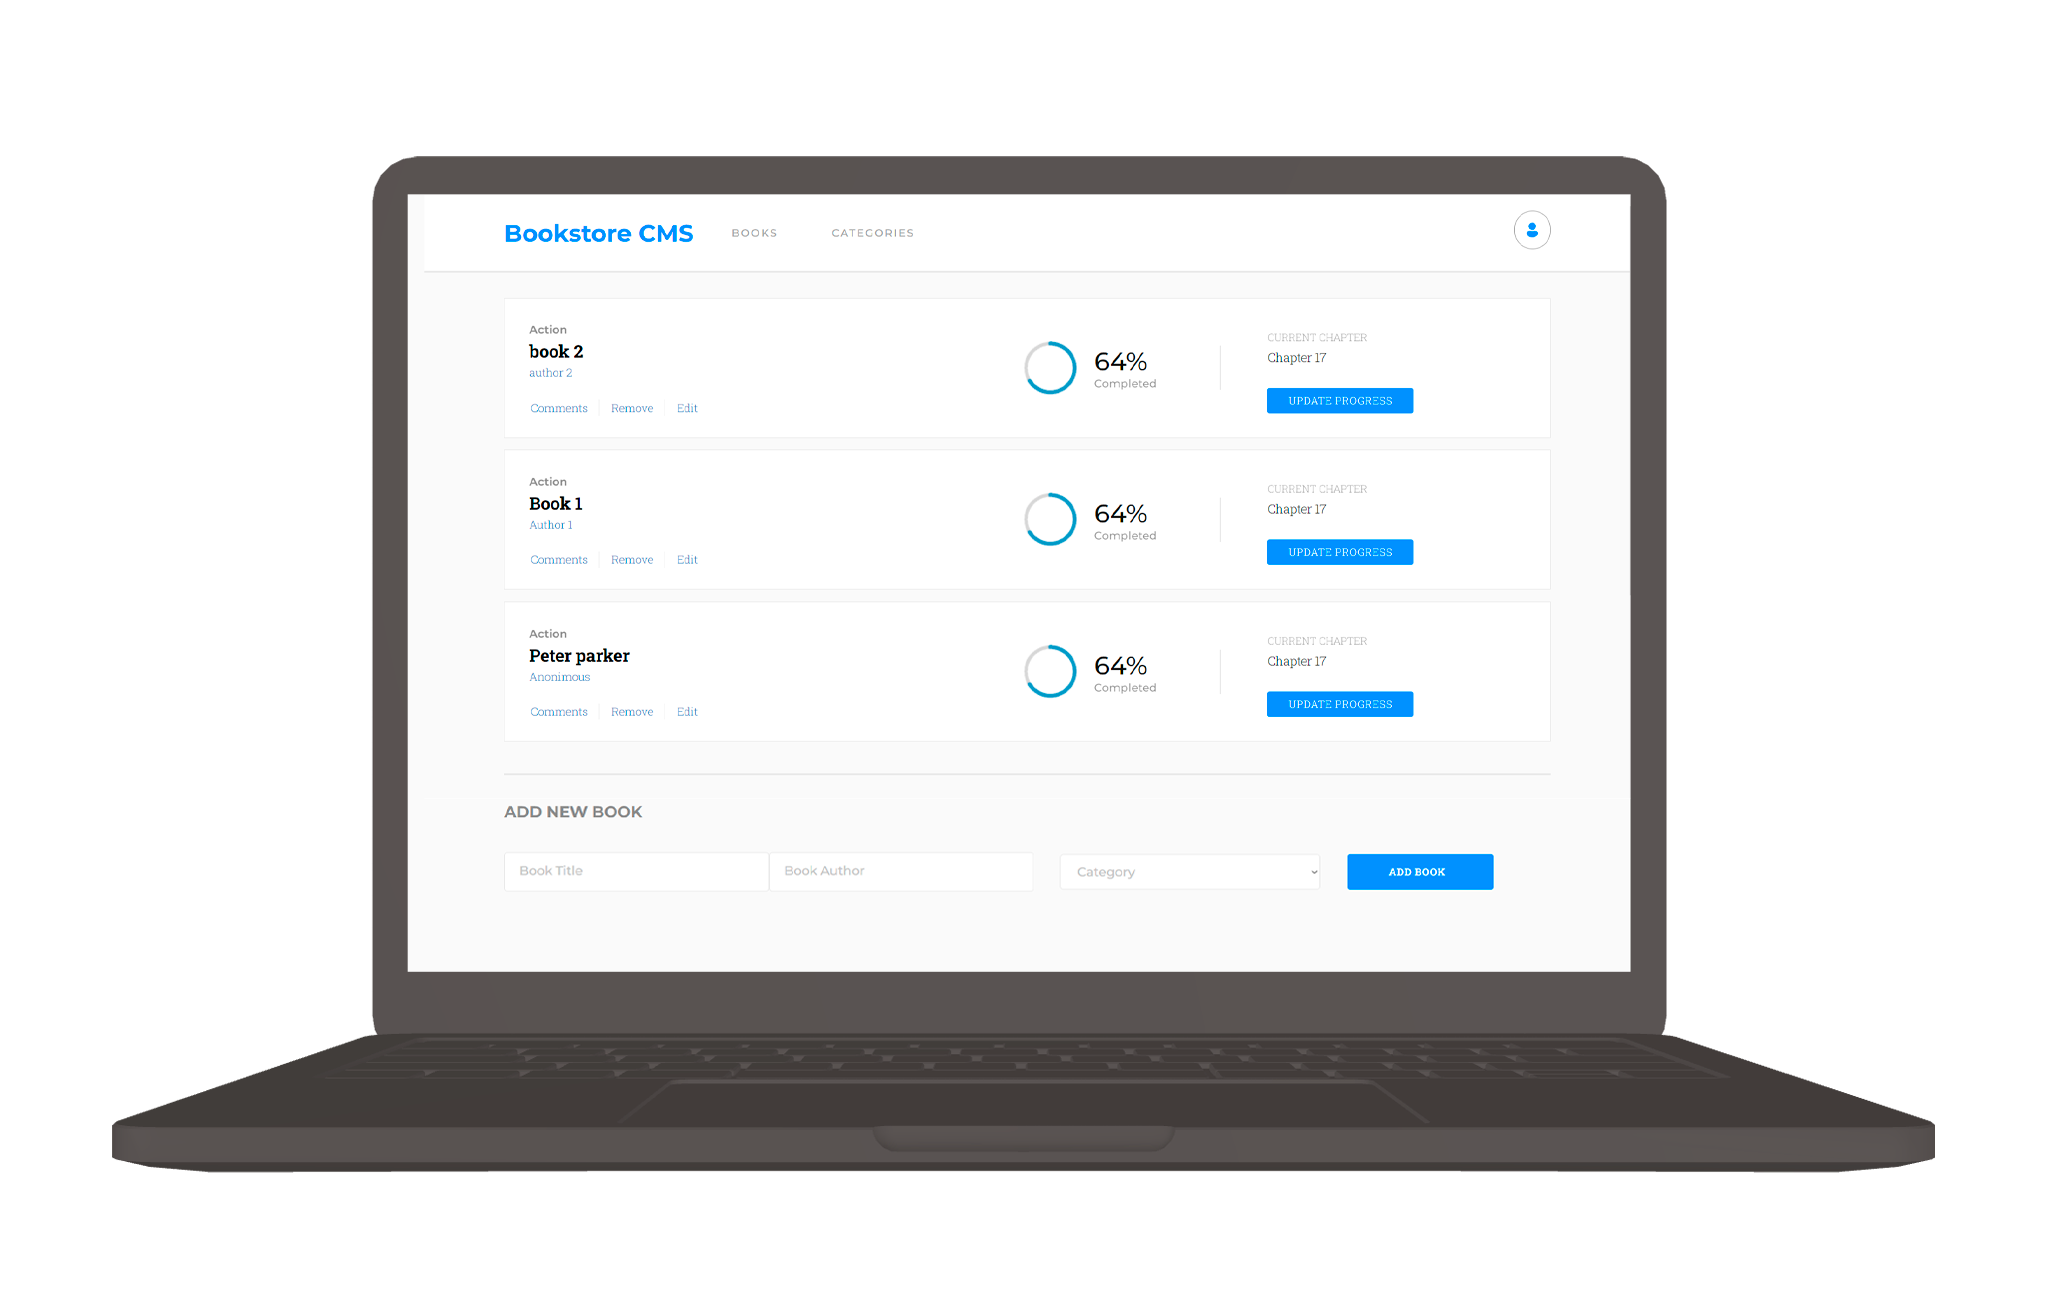 Bookstore CMS BOOKS CATEGORIES
Action
book 2
author 2
Comments Remove Edit
64%
Completed
CURRENT CHAPTER
Chapter 17
UPDATE PROGRESS
Action
Book 1
Author 1
Comments Remove Edit
64%
Completed
CURRENT CHAPTER
Chapter 17
UPDATE PROGRESS
Action
Peter parker
Anonimous
Comments Remove Edit
64%
Completed
CURRENT CHAPTER
Chapter 17
UPDATE PROGRESS
ADD NEW BOOK
Book Title Book Author Category ADD BOOK